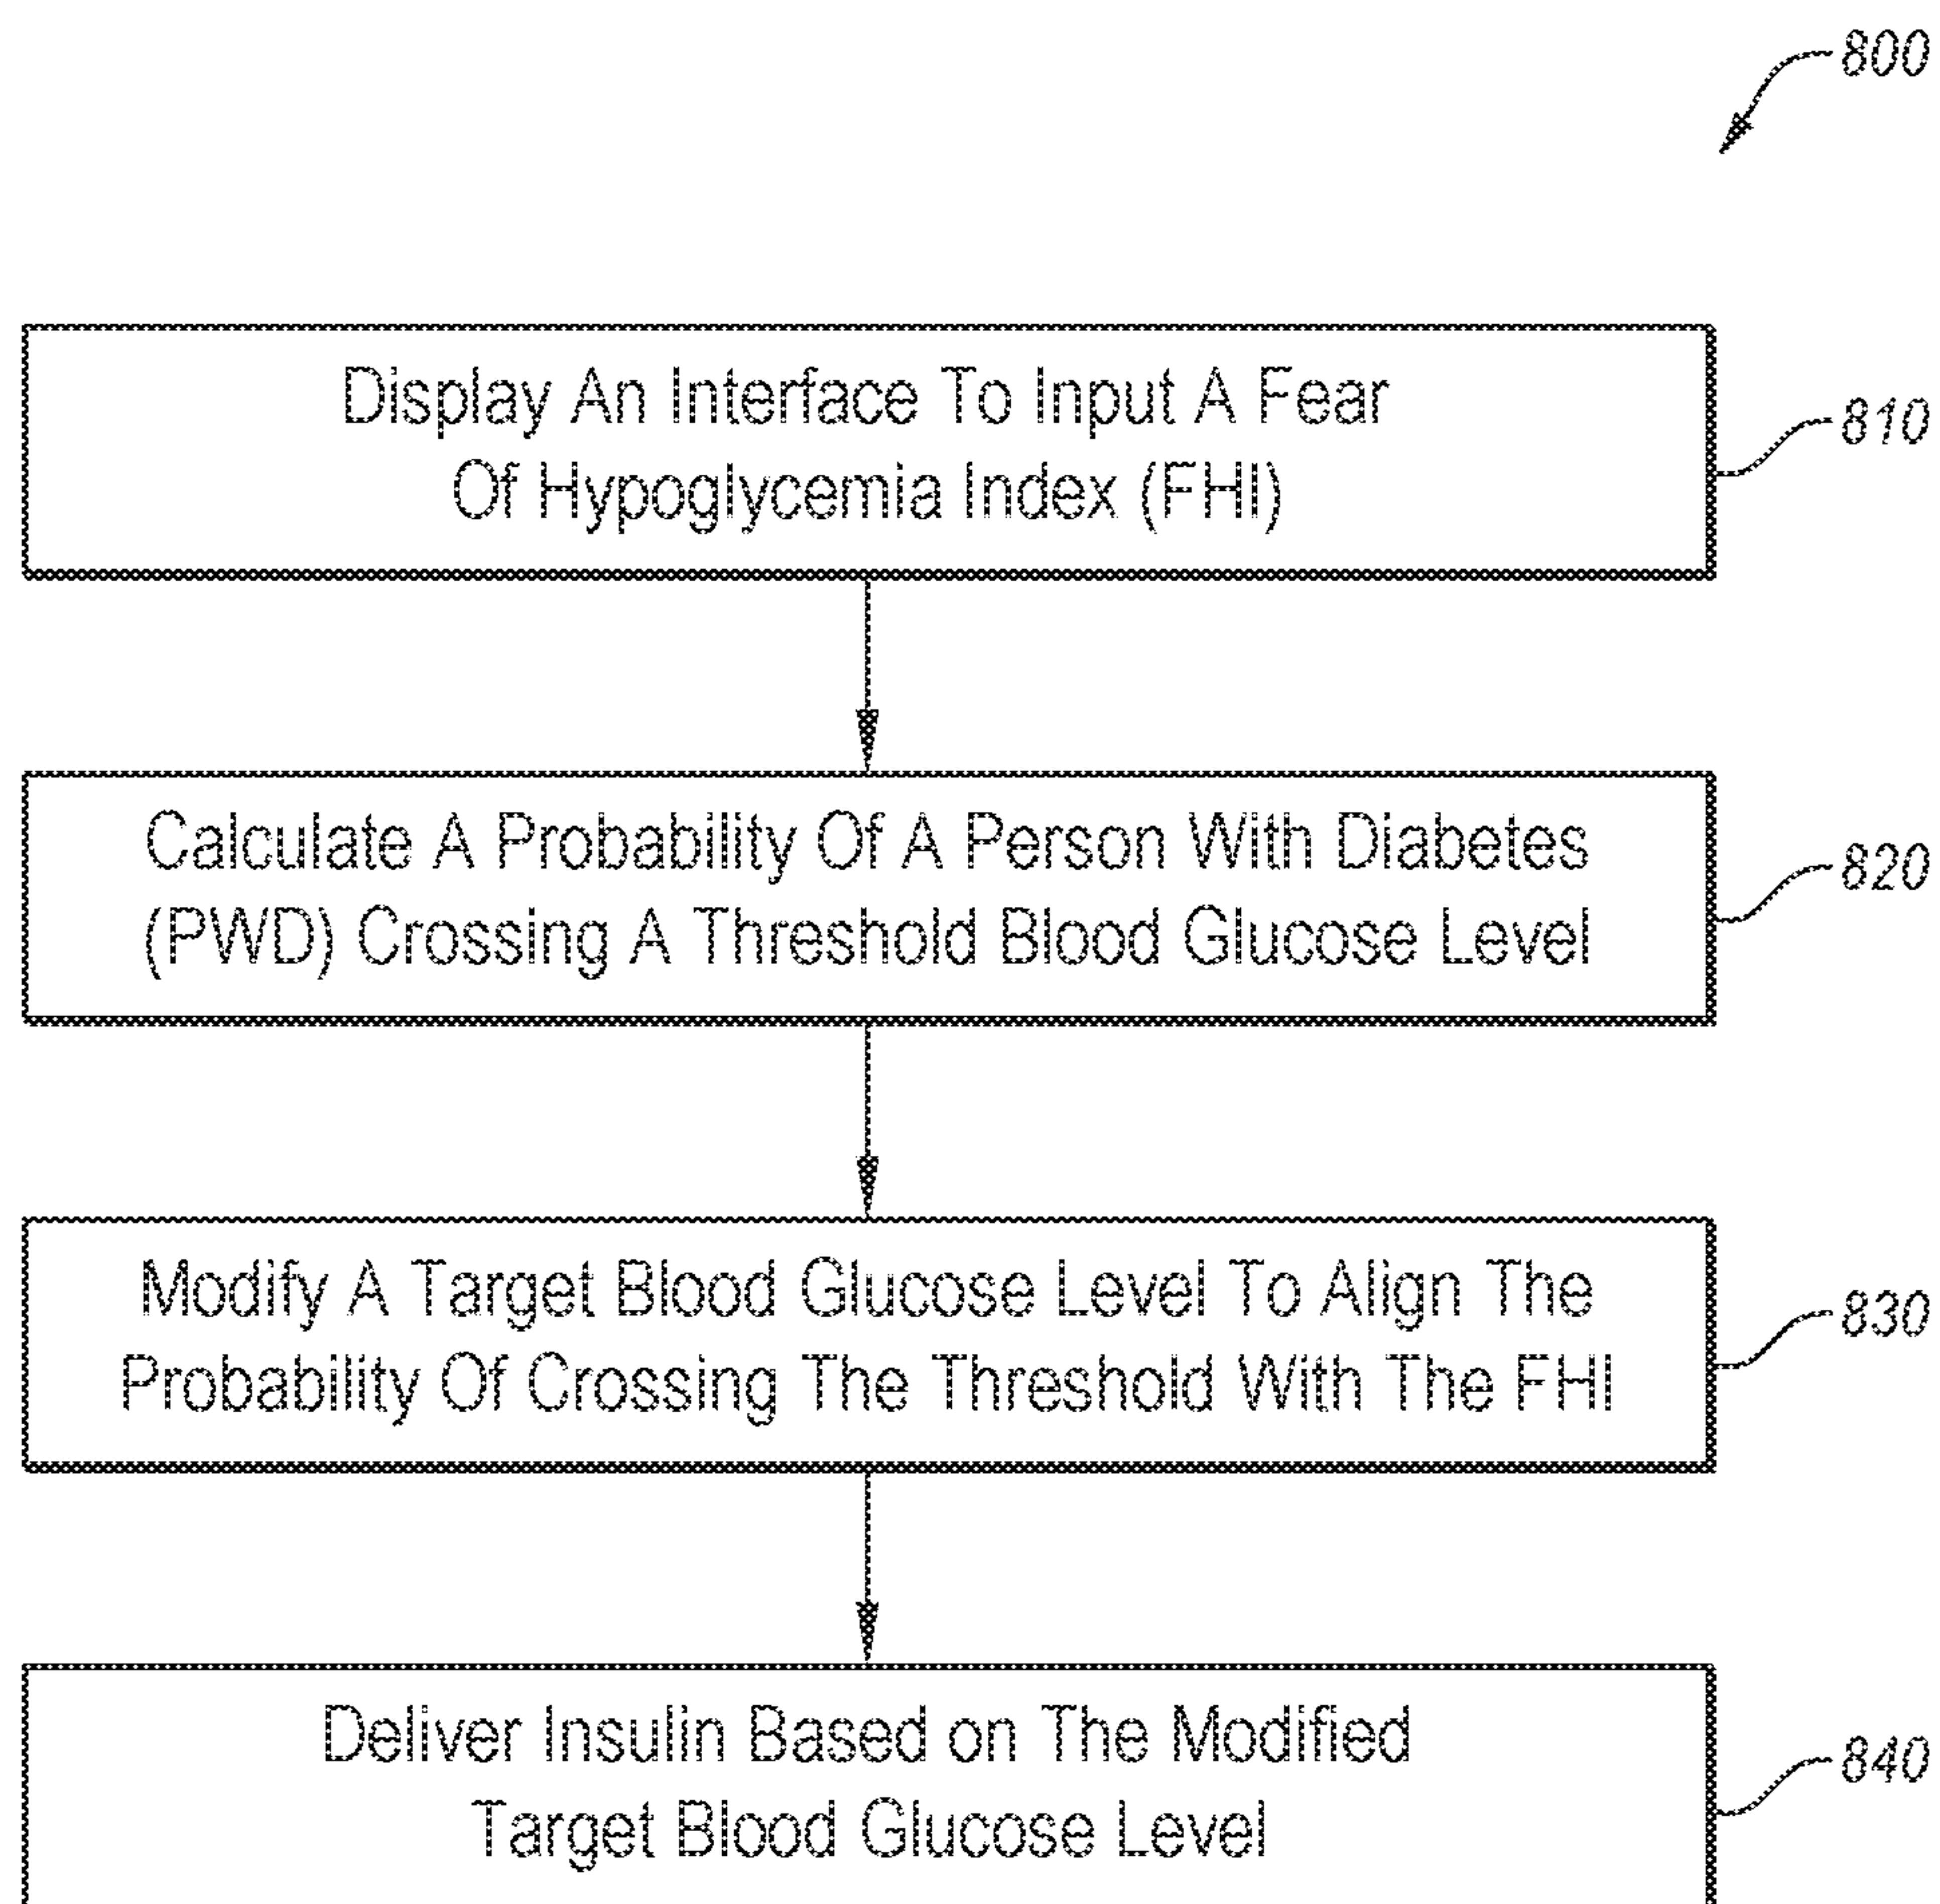 800
Display An Interface To Input A Fear
Of Hypoglycemia Index (FHI)
810
Calculate A Probability Of A Person With Diabetes
(PWD) Crossing A Threshold Blood Glucose Level
820
Modify A Target Blood Glucose Level To Align The
Probability Of Crossing The Threshold With The FHI
830
Deliver Insulin Based on The Modified
Target Blood Glucose Level
840